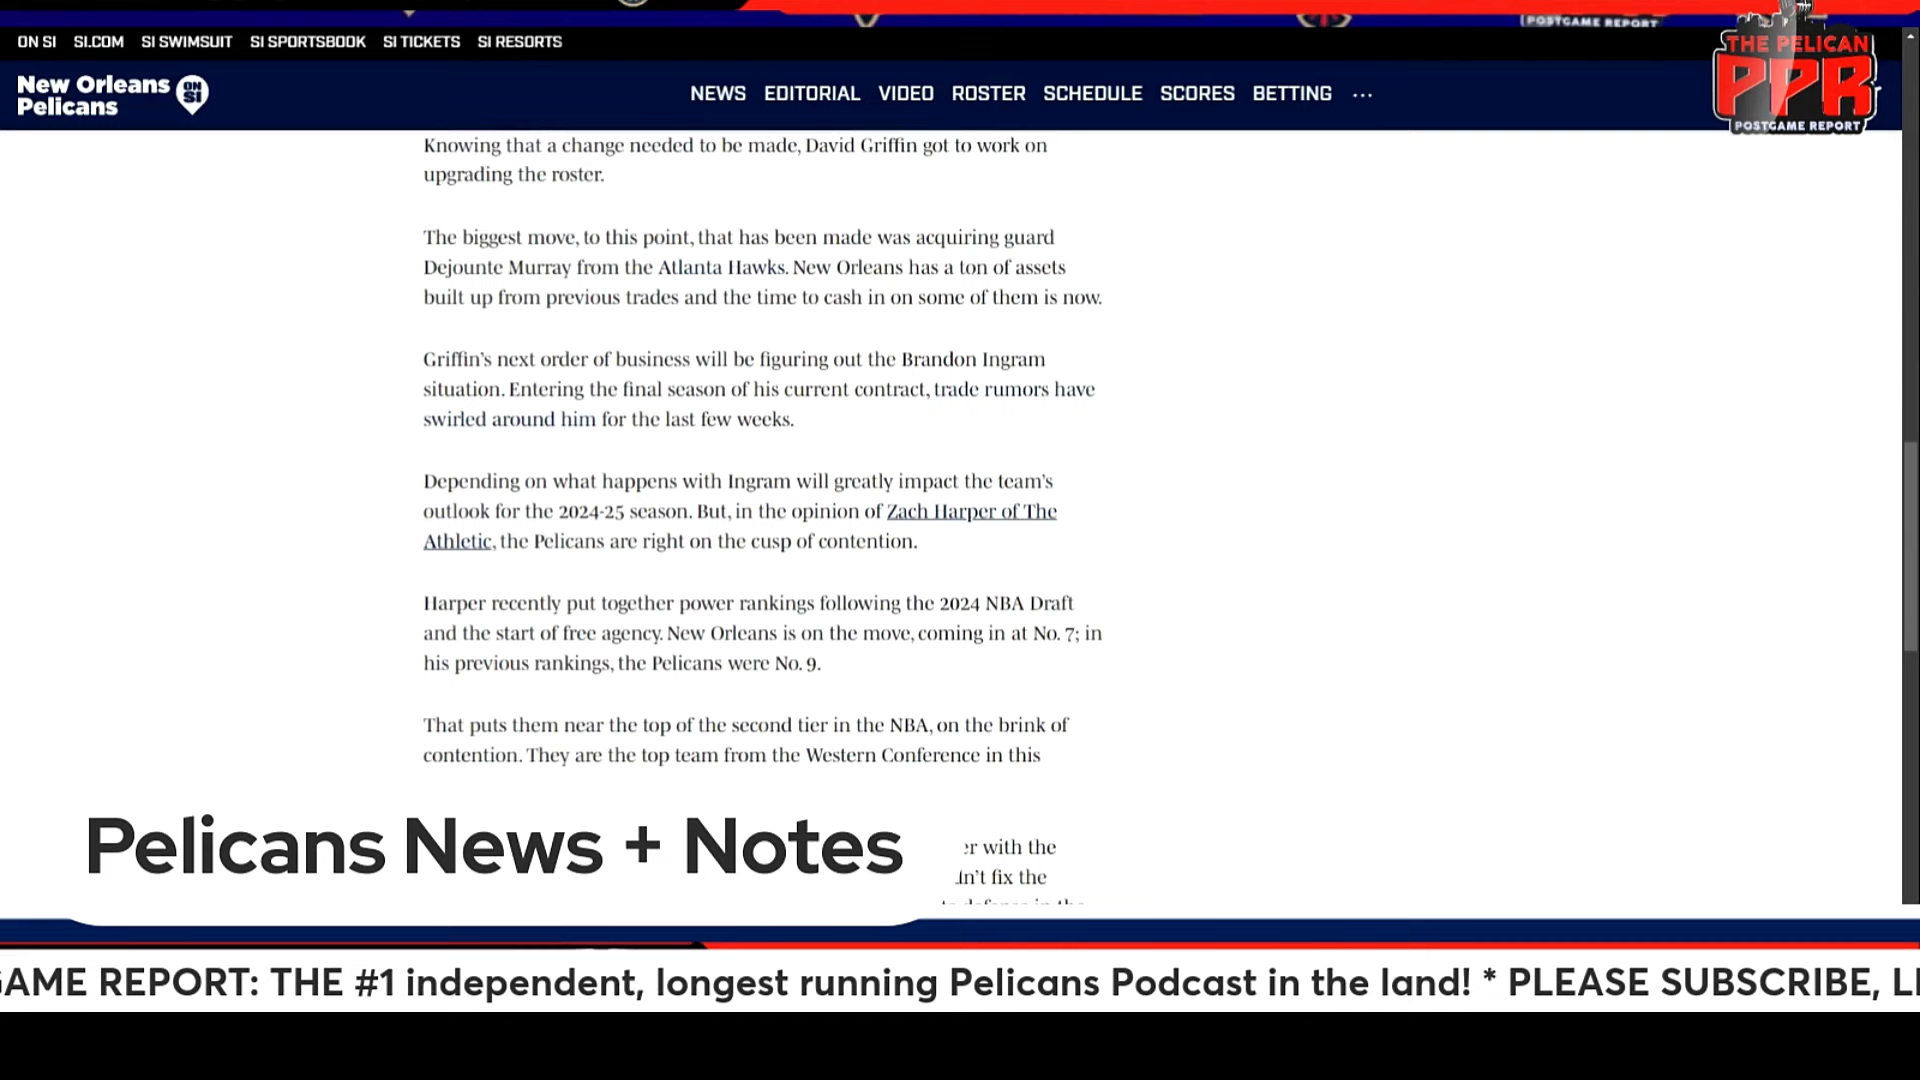 POSTGAME REPORT
ON SI SI.COM SI SWIMSUIT SI SPORTSBOOK SI TICKETS SI RESORTS
THE PELICAN
PPR
POSTGAME REPORT
New Orleans
Pelicans
ON
SI
NEWS EDITORIAL VIDEO ROSTER SCHEDULE SCORES BETTING ...
Knowing that a change needed to be made, David Griffin got to work on
upgrading the roster.
The biggest move, to this point, that has been made was acquiring guard
Dejounte Murray from the Atlanta Hawks. New Orleans has a ton of assets
built up from previous trades and the time to cash in on some of them is now.
Griffin’s next order of business will be figuring out the Brandon Ingram
situation. Entering the final season of his current contract, trade rumors have
swirled around him for the last few weeks.
Depending on what happens with Ingram will greatly impact the team’s
outlook for the 2024-25 season. But, in the opinion of Zach Harper of The
Athletic, the Pelicans are right on the cusp of contention.
Harper recently put together power rankings following the 2024 NBA Draft
and the start of free agency. New Orleans is on the move, coming in at No. 7; in
his previous rankings, the Pelicans were No. 9.
That puts them near the top of the second tier in the NBA, on the brink of
contention. They are the top team from the Western Conference in this
er with the
dn’t fix the
Pelicans News + Notes
GAME REPORT: THE #1 independent, longest running Pelicans Podcast in the land! * PLEASE SUBSCRIBE, LI